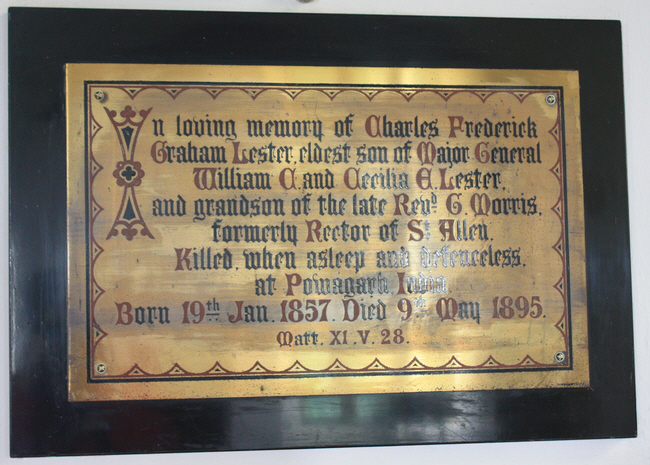 In loving memory of Charles Frederick
Graham Lester, eldest son of Major General
William C. and Cecilia E. Lester,
and grandson of the late Revd. G. Morris,
formerly Rector of St. Allen.
Killed, when asleep and defenceless,
at Powagarh India
Born 19th Jan. 1857. Died 9th May 1895.
Matt. XI. V. 28.